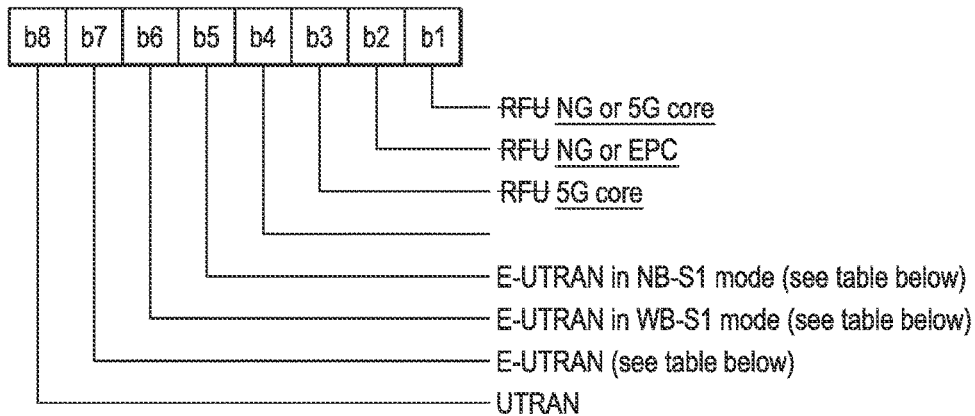 b8 b7 b6 b5 b4 b3 b2 b1
RFU NG or 5G core
RFU NG or EPC
RFU 5G core
E-UTRAN in NB-S1 mode (see table below)
E-UTRAN in WB-S1 mode (see table below)
E-UTRAN (see table below)
UTRAN